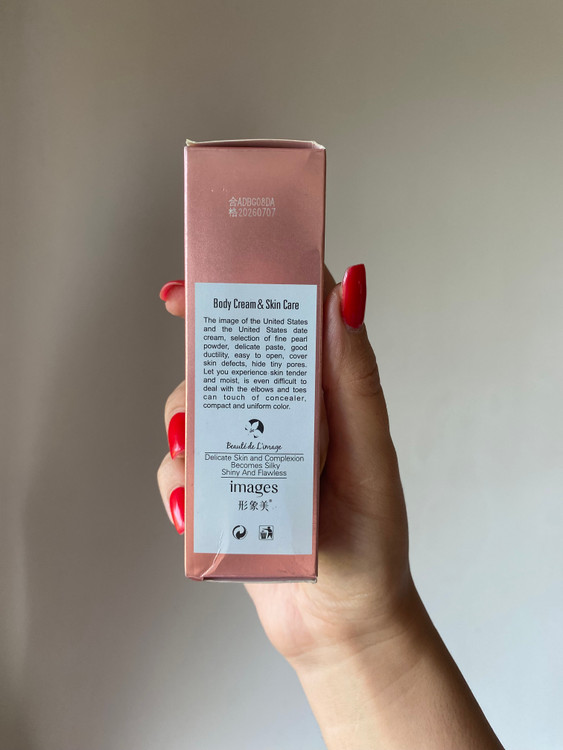 合ADBG08DA
格20260707
Body Cream & Skin Care
The image of the United States
and the United States date
cream, selection of fine pearl
powder, delicate paste, good
ductility, easy to open, cover
skin defects, hide tiny pores.
Let you experience skin tender
and moist, is even difficult to
deal with the elbows and toes
can touch of concealer,
compact and uniform color.
Beauté de L'image
Delicate Skin and Complexion
Becomes Silky
Shiny And Flawless
images
形象美®